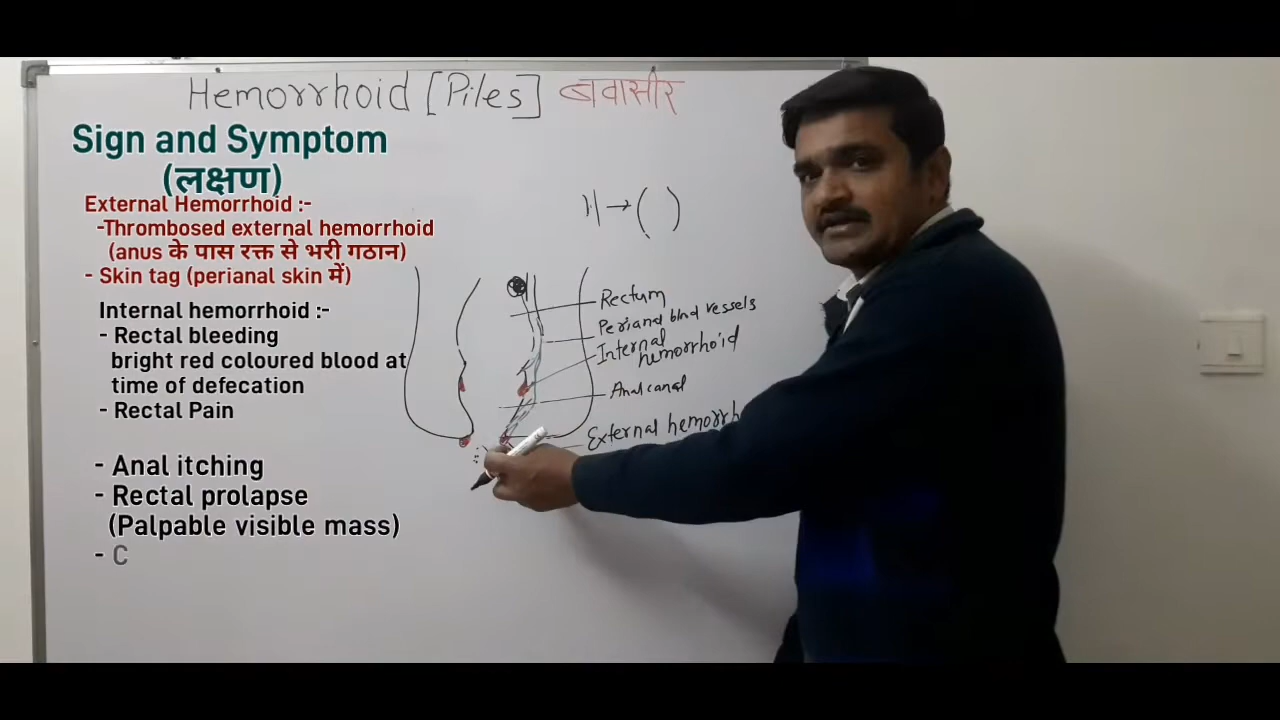 Hemorrhoid [Piles] बवासीर
Sign and Symptom
(लक्षण)
External Hemorrhoid :-
-Thrombosed external hemorrhoid
(anus के पास रक्त से भरी गठान)
- Skin tag (perianal skin में)
Internal hemorrhoid :-
- Rectal bleeding
bright red coloured blood at
time of defecation
- Rectal Pain
- Anal itching
- Rectal prolapse
(Palpable visible mass)
- C
Rectum
Perianal blood vessels
Internal
hemorrhoid
Anal canal
External hemorrh